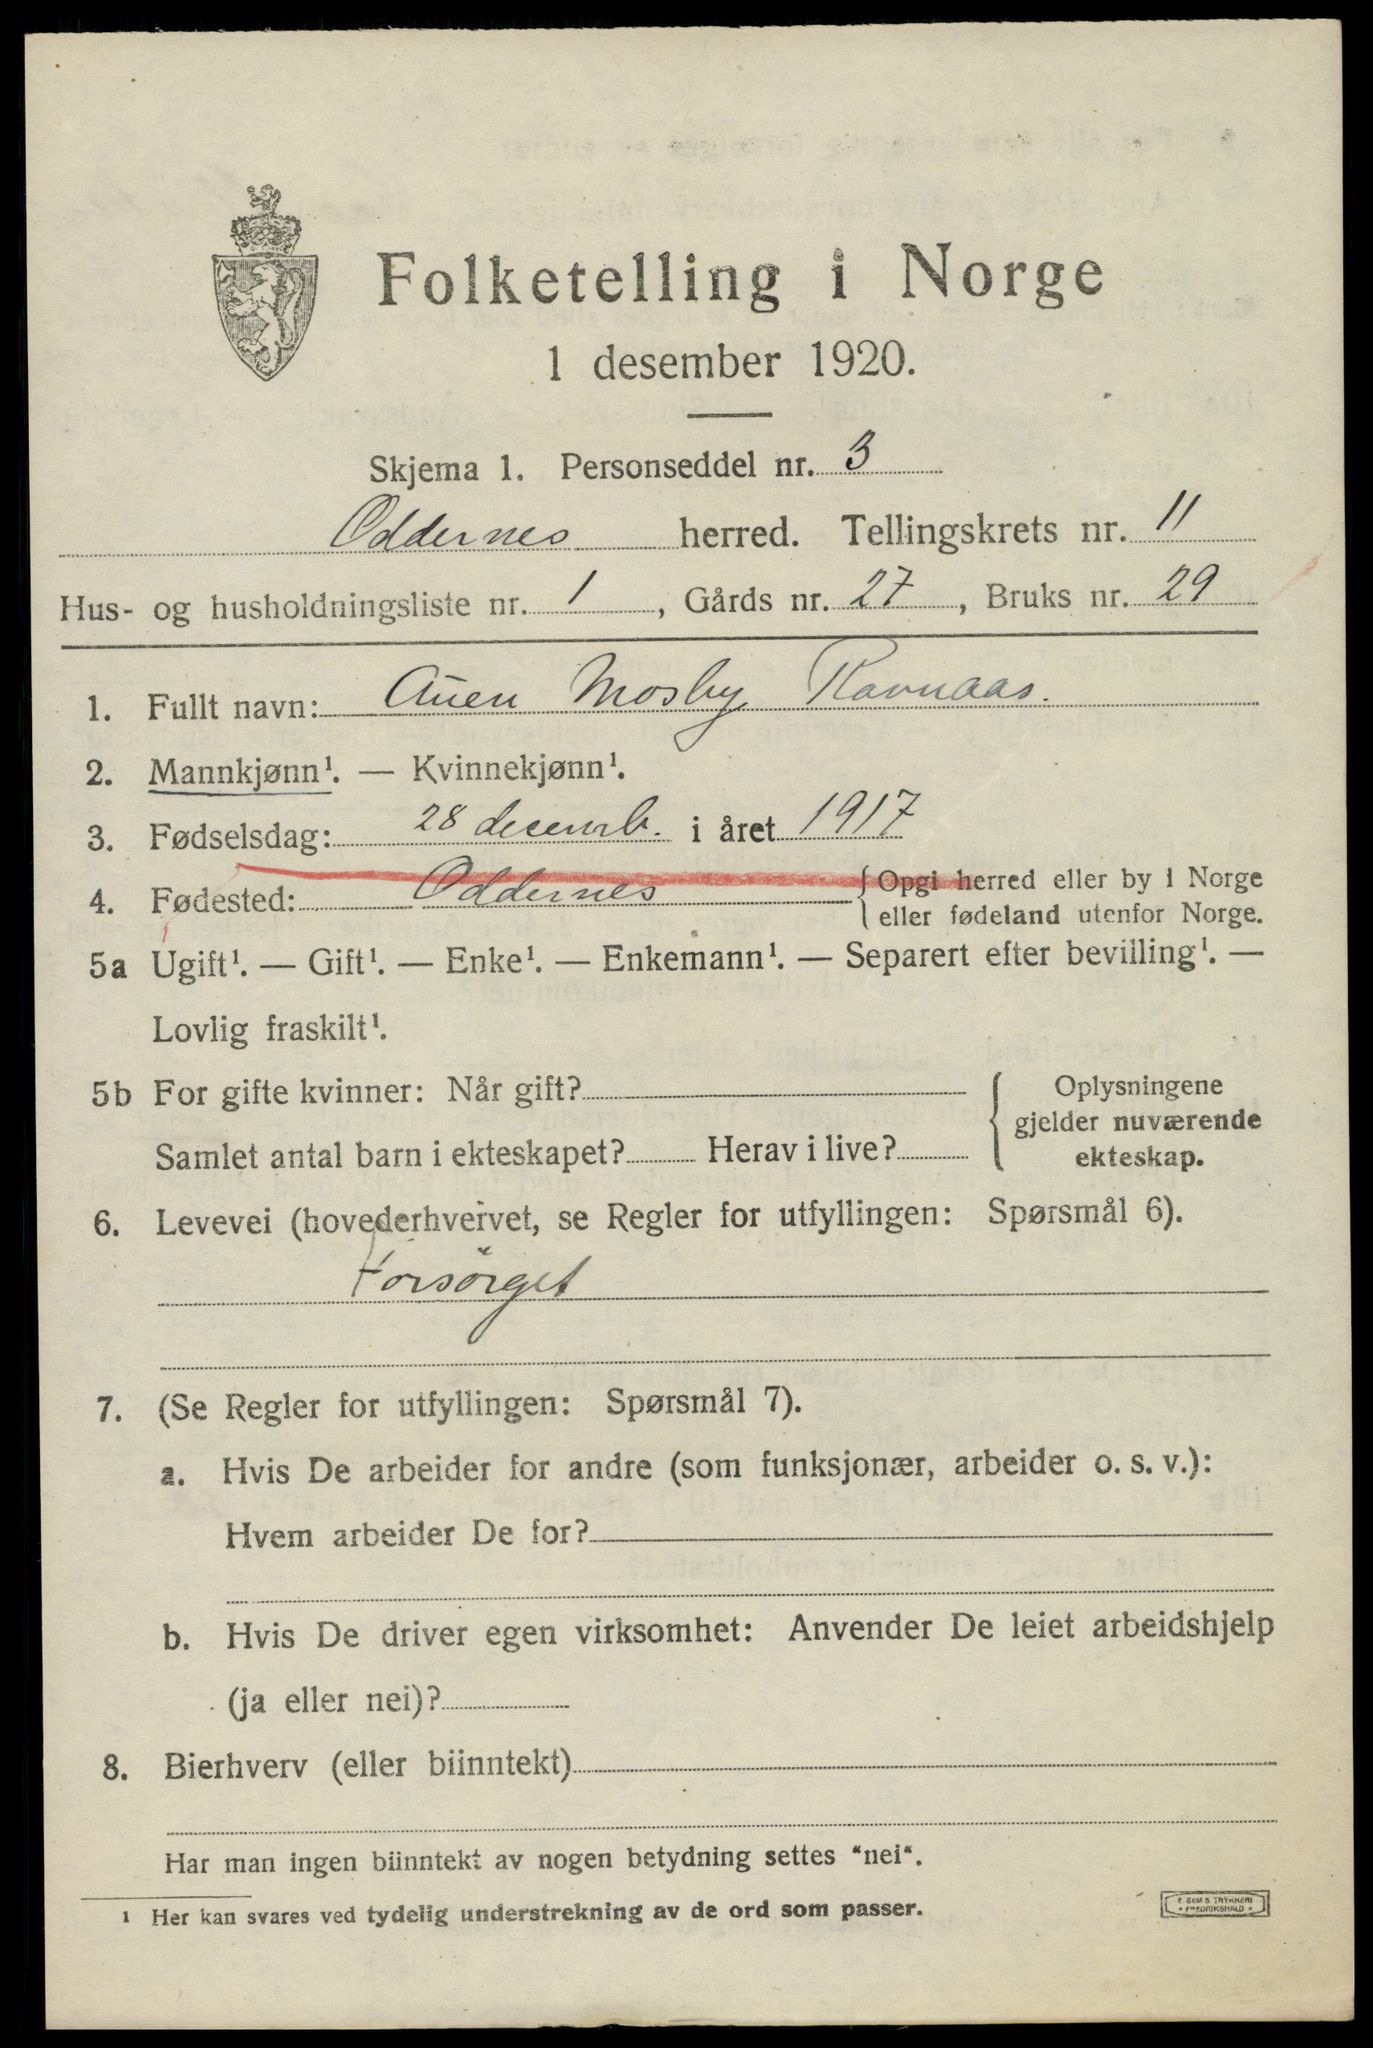 Folketelling i Norge
1 desember 1920.
Skjema 1. Personseddel nr. 3
Oddernes herred. Tellingskrets nr. 11
Hus- og husholdningsliste nr. 1, Gårds nr. 27, Bruks nr. 29
1. Fullt navn: Auen Mosby Ravnaas.
2. Mannkjønn¹. — Kvinnekjønn¹.
3. Fødselsdag: 28 decemb. i året 1917
4. Fødested: Oddernes { Opgi herred eller by i Norge
eller fødeland utenfor Norge.
5a Ugift¹. — Gift¹. — Enke¹. — Enkemann¹. — Separert efter bevilling¹. —
Lovlig fraskilt¹.
5b For gifte kvinner: Når gift? { Oplysningene
gjelder nuværende
Samlet antal barn i ekteskapet? Herav i live? ekteskap.
6. Levevei (hovederhvervet, se Regler for utfyllingen: Spørsmål 6).
Forsörget
7. (Se Regler for utfyllingen: Spørsmål 7).
a. Hvis De arbeider for andre (som funksjonær, arbeider o. s. v.):
Hvem arbeider De for?
b. Hvis De driver egen virksomhet: Anvender De leiet arbeidshjelp
(ja eller nei)?
8. Bierhverv (eller biinntekt)
Har man ingen biinntekt av nogen betydning settes "nei".
1 Her kan svares ved tydelig understrekning av de ord som passer.
E. SEM'S TRYKKERI
• FREDRIKSHALD •